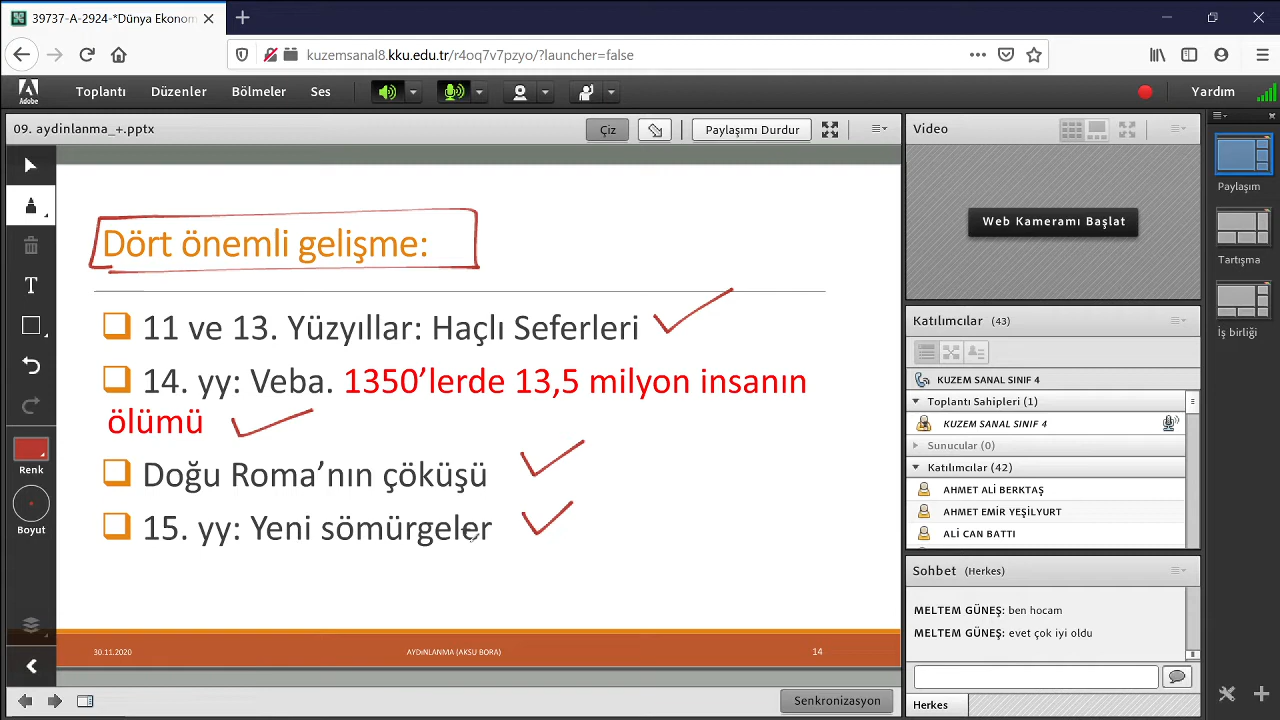 39737-A-2924-*Dünya Ekonom
kuzemsanal8.kku.edu.tr/r4oq7v7pzyo/?launcher=false
Adobe
Toplantı
Düzenler
Bölmeler
Ses
Yardım
09. aydinlanma_+.pptx
Çiz
Paylaşımı Durdur
Dört önemli gelişme:
11 ve 13. Yüzyıllar: Haçlı Seferleri
14. yy: Veba. 1350’lerde 13,5 milyon insanın
ölümü
Doğu Roma’nın çöküşü
15. yy: Yeni sömürgeler
30.11.2020
AYDıNLANMA (AKSU BORA)
14
T
Renk
Boyut
Senkronizasyon
Video
Web Kameramı Başlat
Katılımcılar (43)
KUZEM SANAL SINIF 4
Toplantı Sahipleri (1)
KUZEM SANAL SINIF 4
Sunucular (0)
Katılımcılar (42)
AHMET ALİ BERKTAŞ
AHMET EMİR YEŞİLYURT
ALİ CAN BATTI
Sohbet (Herkes)
MELTEM GÜNEŞ: ben hocam
MELTEM GÜNEŞ: evet çok iyi oldu
Herkes
Paylaşım
Tartışma
İş birliği